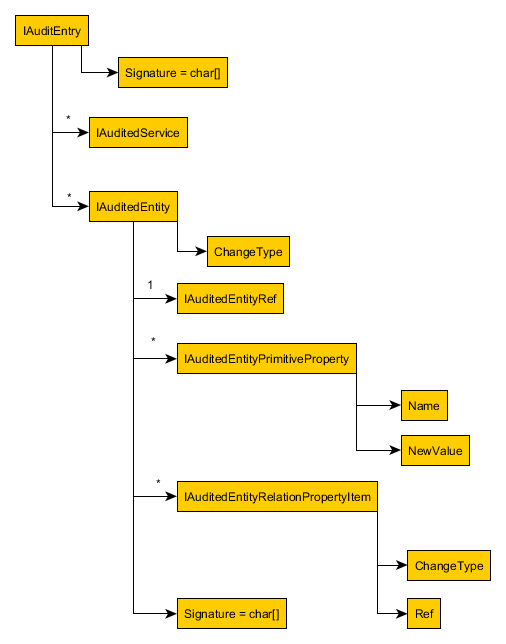 IAuditEntry
Signature = char[]
*
IAuditedService
*
IAuditedEntity
ChangeType
1
IAuditedEntityRef
*
IAuditedEntityPrimitiveProperty
Name
NewValue
*
IAuditedEntityRelationPropertyItem
ChangeType
Signature = char[]
Ref